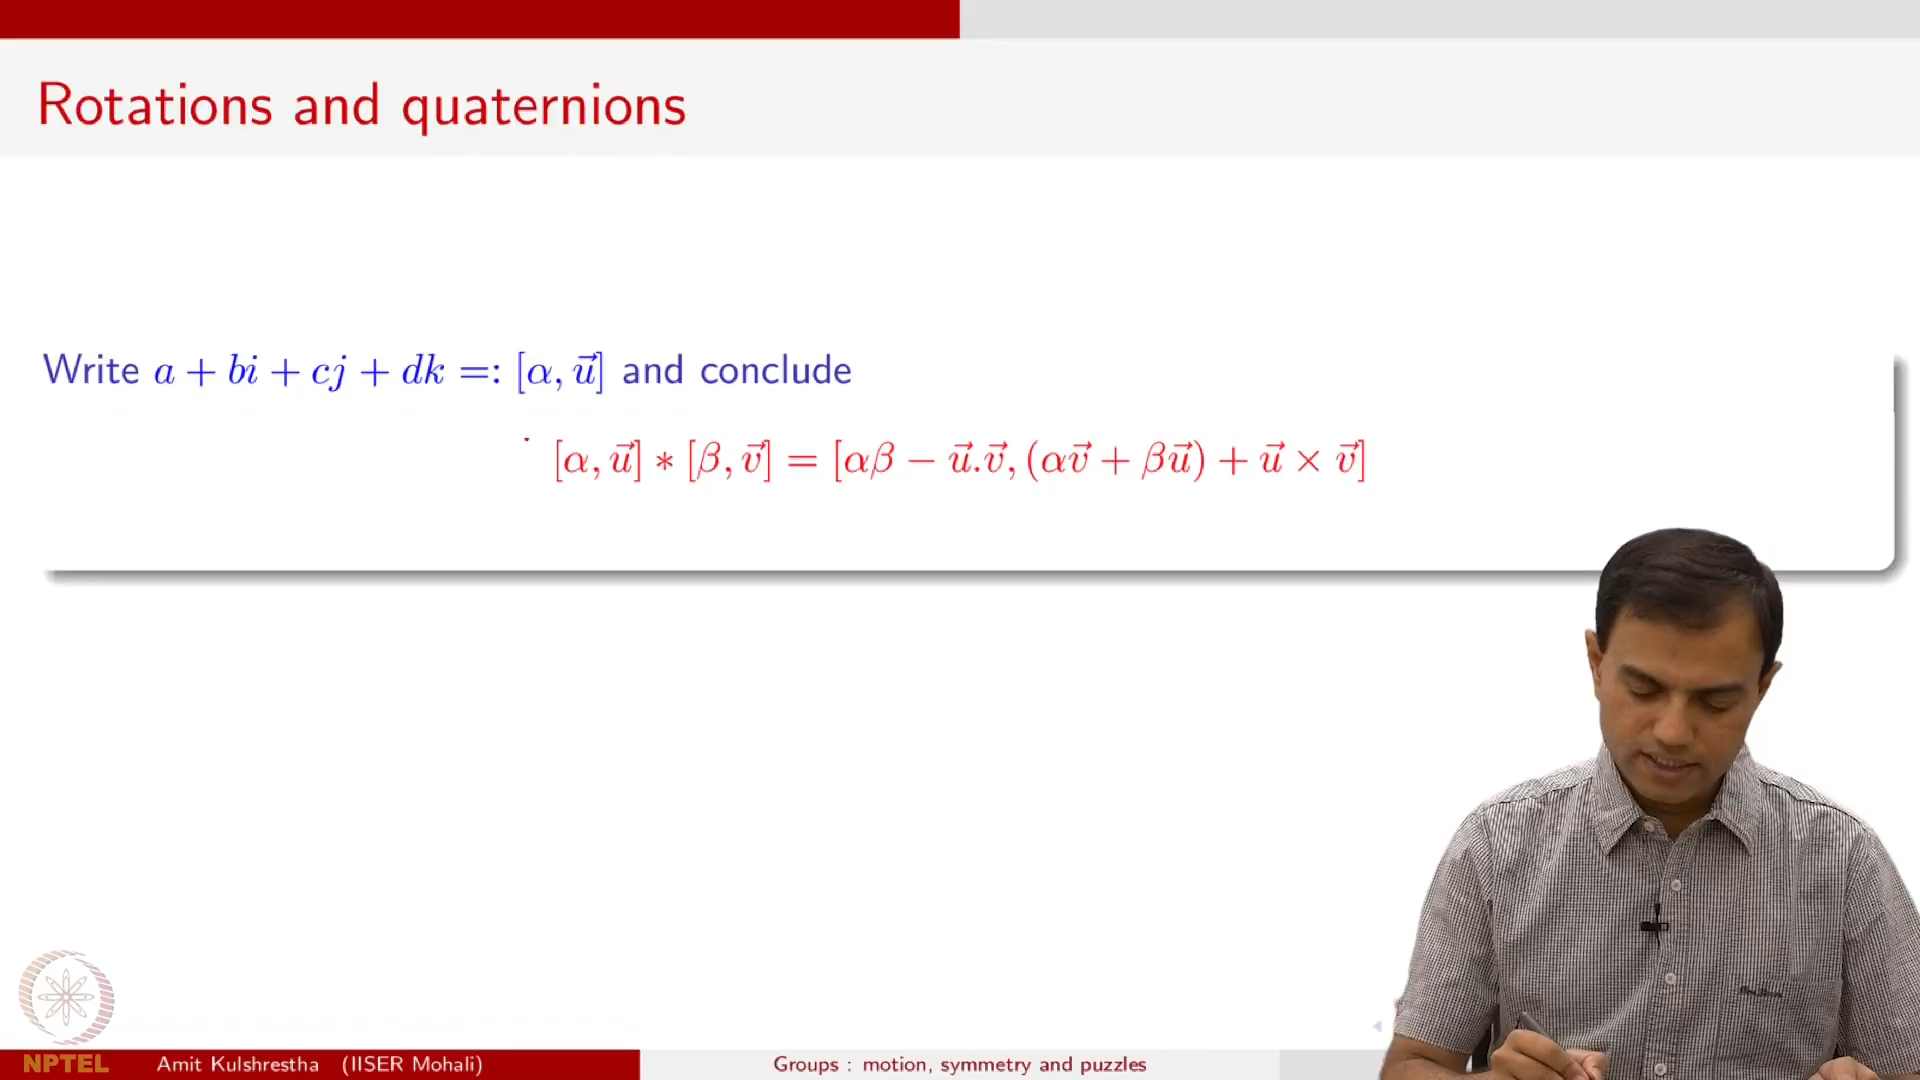 Rotations and quaternions
Write a + bi + cj + dk =: [α, u⃗] and conclude
[α, u⃗] ∗ [β, v⃗] = [αβ − u⃗.v⃗, (αv⃗ + βu⃗) + u⃗ × v⃗]
NPTEL
Amit Kulshrestha (IISER Mohali)
Groups : motion, symmetry and puzzles